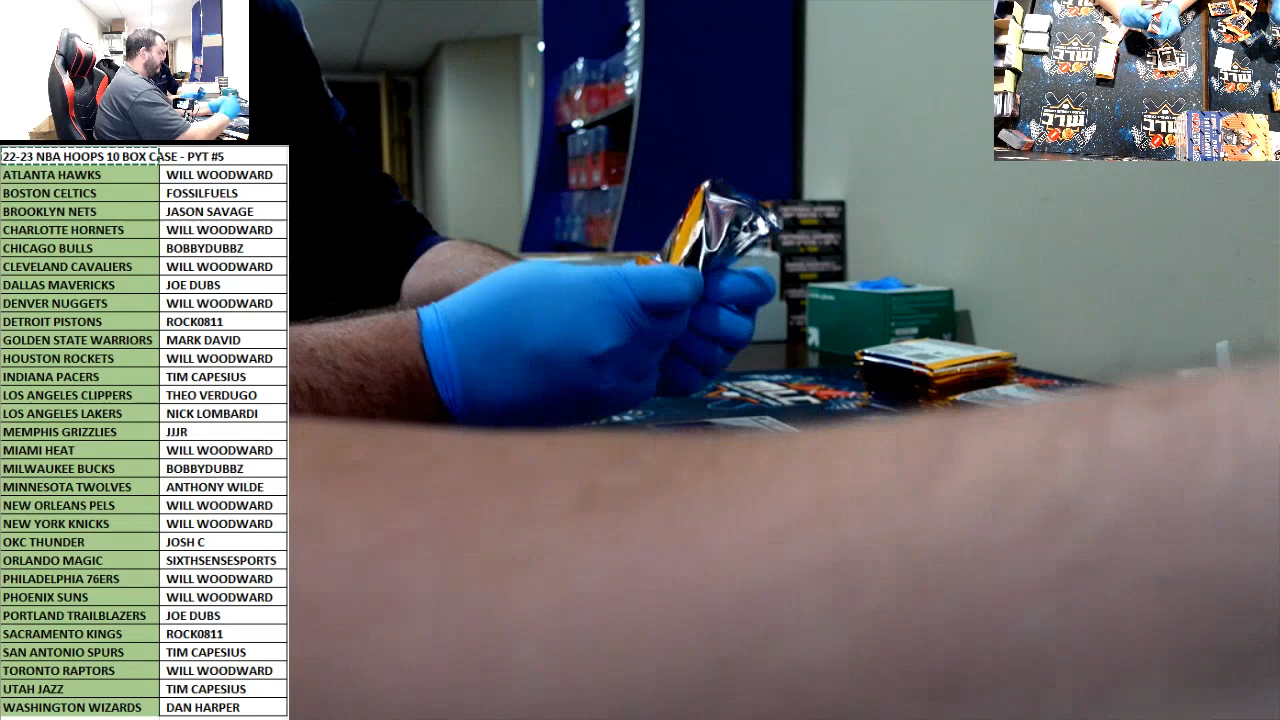 22-23 NBA HOOPS 10 BOX CASE - PYT #5
ATLANTA HAWKS WILL WOODWARD
BOSTON CELTICS FOSSILFUELS
BROOKLYN NETS JASON SAVAGE
CHARLOTTE HORNETS WILL WOODWARD
CHICAGO BULLS BOBBYDUBBZ
CLEVELAND CAVALIERS WILL WOODWARD
DALLAS MAVERICKS JOE DUBS
DENVER NUGGETS WILL WOODWARD
DETROIT PISTONS ROCK0811
GOLDEN STATE WARRIORS MARK DAVID
HOUSTON ROCKETS WILL WOODWARD
INDIANA PACERS TIM CAPESIUS
LOS ANGELES CLIPPERS THEO VERDUGO
LOS ANGELES LAKERS NICK LOMBARDI
MEMPHIS GRIZZLIES JJJR
MIAMI HEAT WILL WOODWARD
MILWAUKEE BUCKS BOBBYDUBBZ
MINNESOTA TWOLVES ANTHONY WILDE
NEW ORLEANS PELS WILL WOODWARD
NEW YORK KNICKS WILL WOODWARD
OKC THUNDER JOSH C
ORLANDO MAGIC SIXTHSENSESPORTS
PHILADELPHIA 76ERS WILL WOODWARD
PHOENIX SUNS WILL WOODWARD
PORTLAND TRAILBLAZERS JOE DUBS
SACRAMENTO KINGS ROCK0811
SAN ANTONIO SPURS TIM CAPESIUS
TORONTO RAPTORS WILL WOODWARD
UTAH JAZZ TIM CAPESIUS
WASHINGTON WIZARDS DAN HARPER